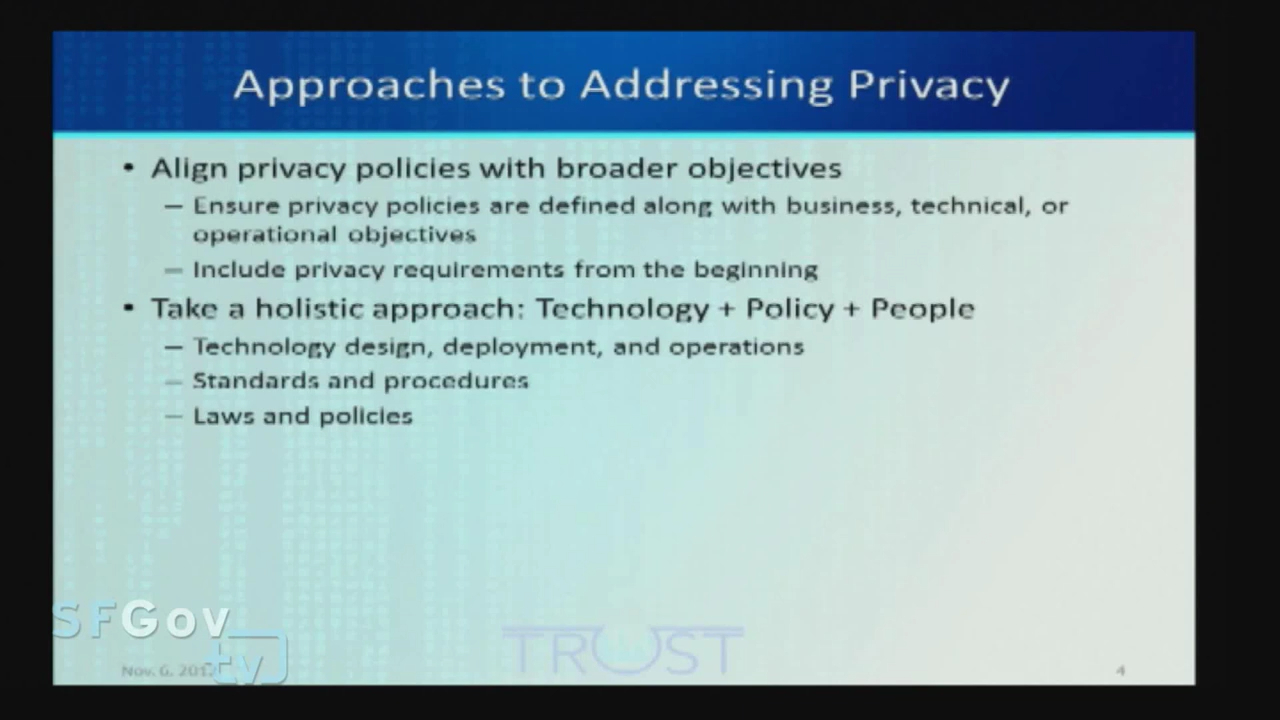 Approaches to Addressing Privacy
• Align privacy policies with broader objectives
– Ensure privacy policies are defined along with business, technical, or
operational objectives
– Include privacy requirements from the beginning
• Take a holistic approach: Technology + Policy + People
– Technology design, deployment, and operations
– Standards and procedures
– Laws and policies
SFGov
tv
TRUST
Nov. 6,
4